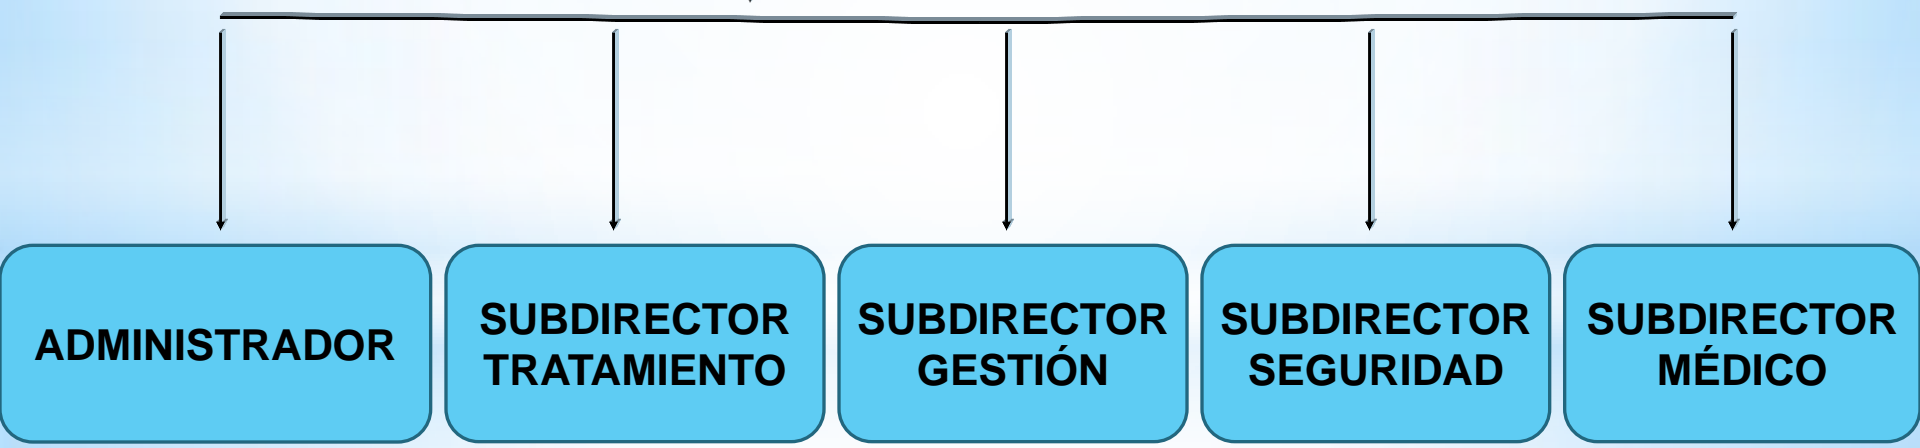 ADMINISTRADOR
SUBDIRECTOR
TRATAMIENTO
SUBDIRECTOR
GESTIÓN
SUBDIRECTOR
SEGURIDAD
SUBDIRECTOR
MÉDICO